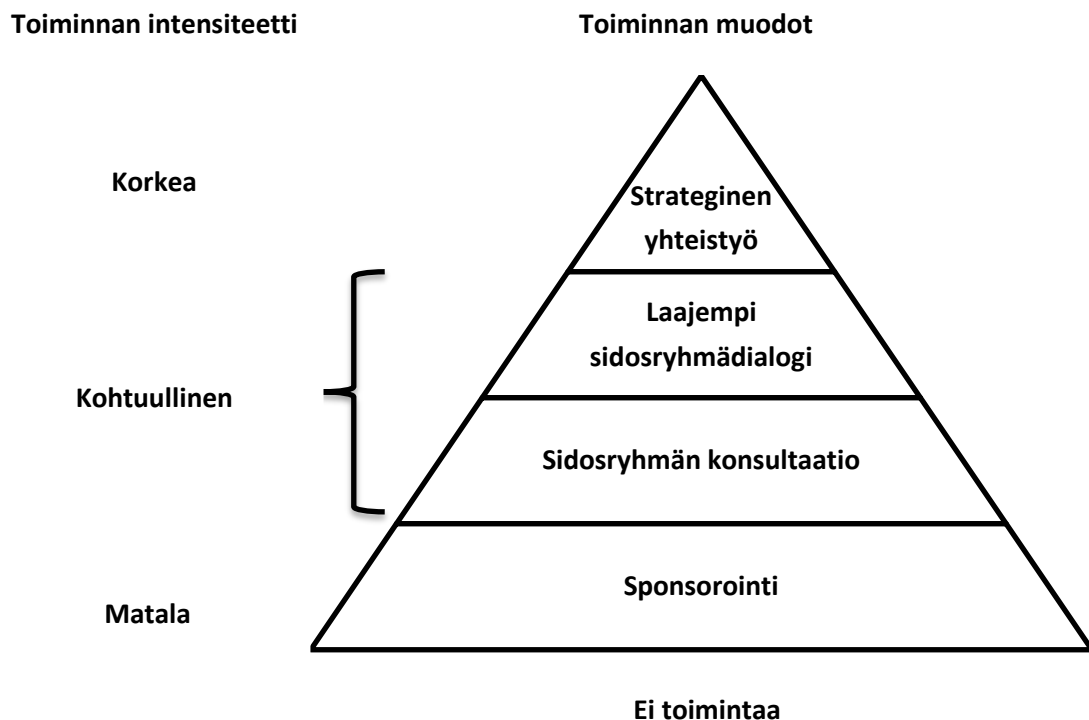 Toiminnan intensiteetti
Toiminnan muodot
Korkea
Strateginen
yhteistyö
Laajempi
sidosryhmädialogi
Kohtuullinen
Sidosryhmän konsultaatio
Sponsorointi
Matala
Ei toimintaa